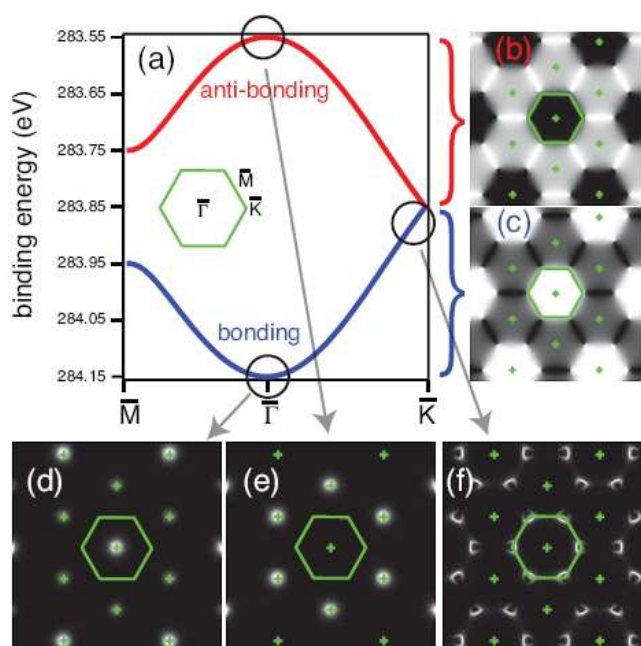 283.55
(a)
(b)
anti-bonding
283.65
283.75
M̅
Γ̅
K̅
283.85
(c)
283.95
284.05
bonding
284.15
binding energy (eV)
M̅
Γ̅
K̅
(d)
(e)
(f)